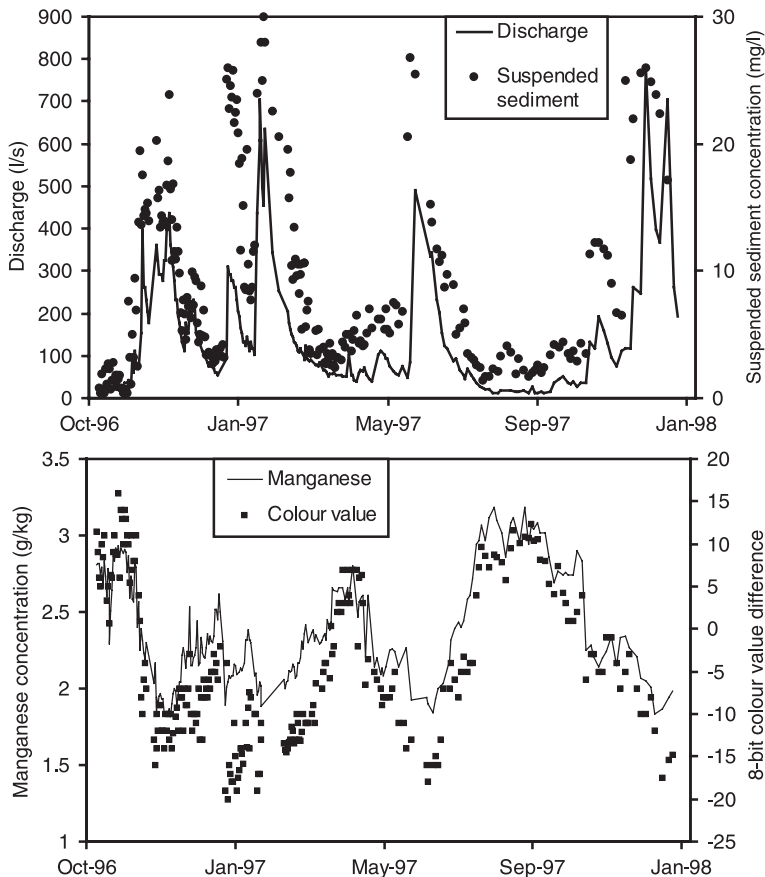 900
800
700
600
500
400
300
200
100
0
Discharge (l/s)
30
20
10
0
Suspended sediment concentration (mg/l)
Discharge
Suspended
sediment
Oct-96 Jan-97 May-97 Sep-97 Jan-98
3.5
3
2.5
2
1.5
1
Manganese concentration (g/kg)
20
15
10
5
0
-5
-10
-15
-20
-25
8-bit colour value difference
Manganese
Colour value
Oct-96 Jan-97 May-97 Sep-97 Jan-98